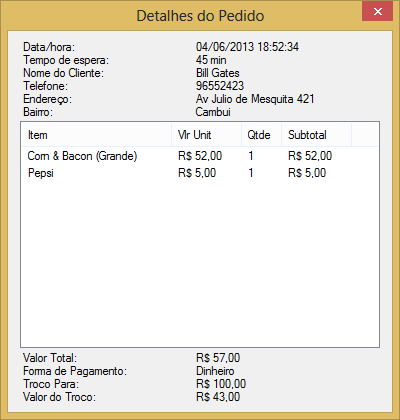 Detalhes do Pedido
Data/hora: 04/06/2013 18:52:34
Tempo de espera: 45 min
Nome do Cliente: Bill Gates
Telefone: 96552423
Endereço: Av Julio de Mesquita 421
Bairro: Cambui
Item Vlr Unit Qtde Subtotal
Corn & Bacon (Grande) R$ 52,00 1 R$ 52,00
Pepsi R$ 5,00 1 R$ 5,00
Valor Total: R$ 57,00
Forma de Pagamento: Dinheiro
Troco Para: R$ 100,00
Valor do Troco: R$ 43,00